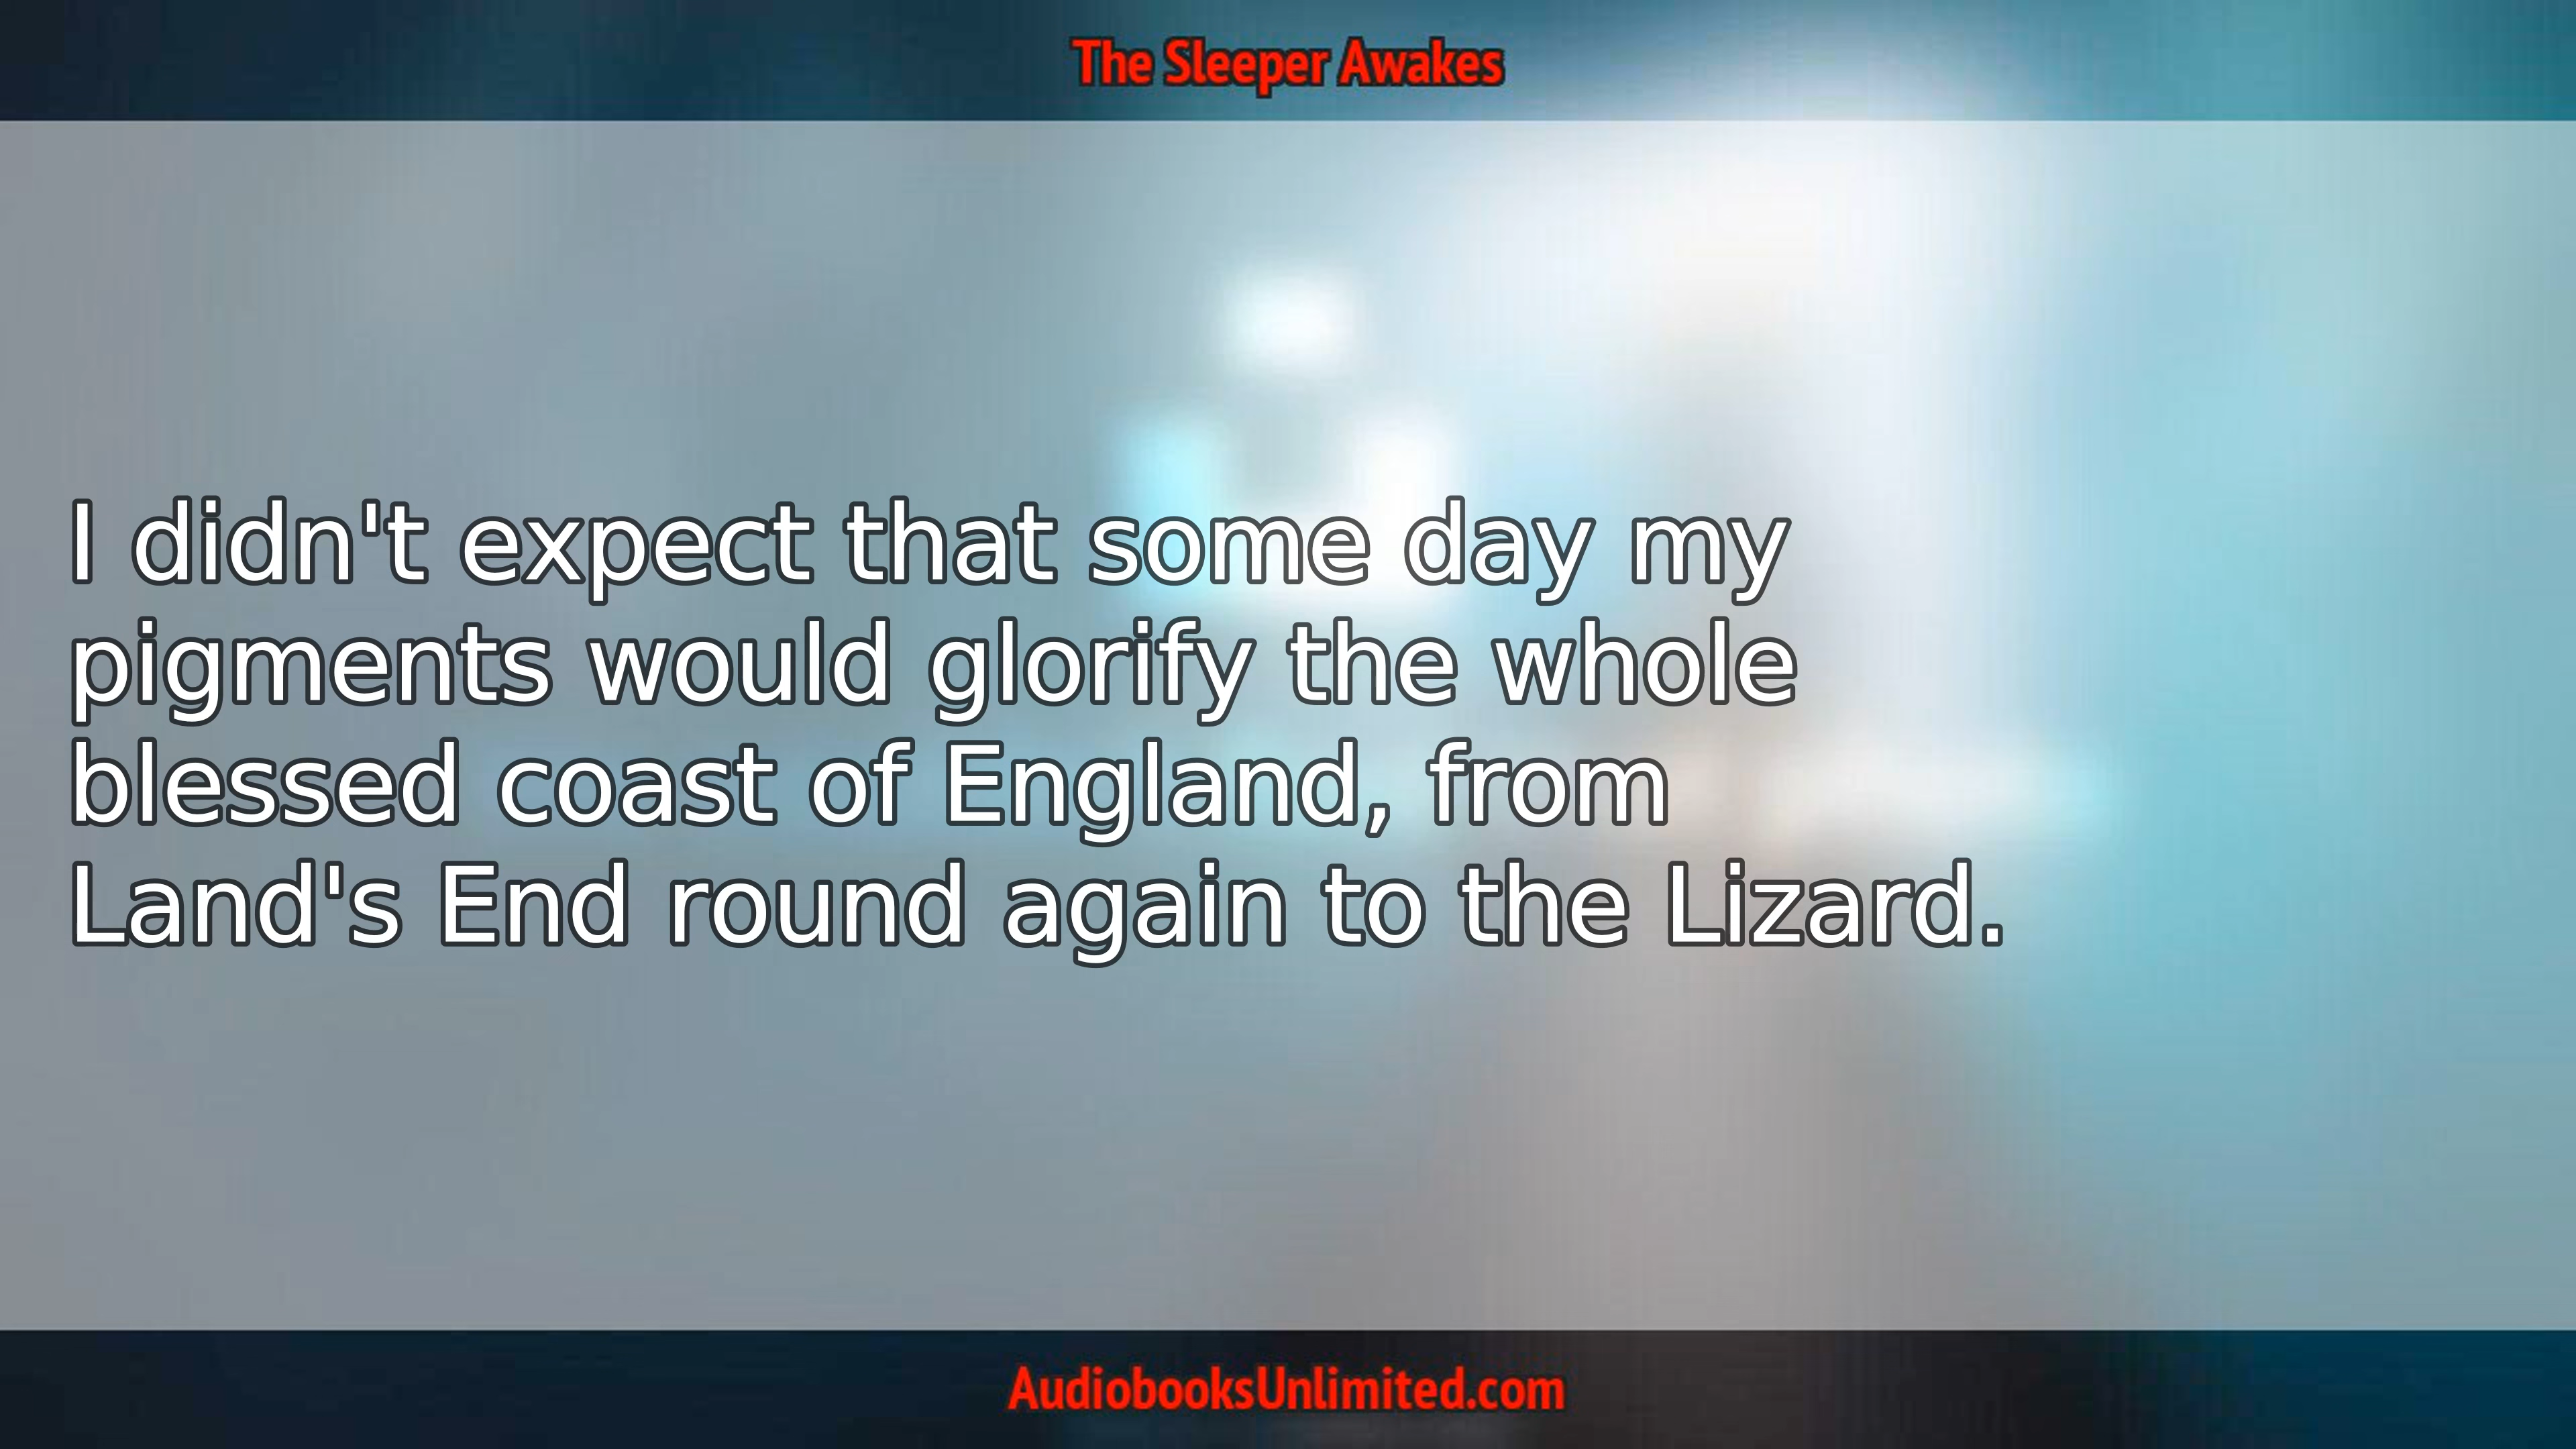 The Sleeper Awakes
I didn't expect that some day my
pigments would glorify the whole
blessed coast of England, from
Land's End round again to the Lizard.
AudiobooksUnlimited.com